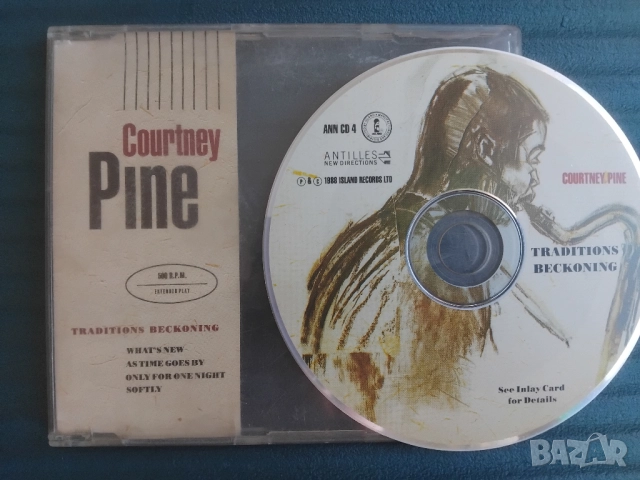 Courtney
Pine
500 R.P.M.
EXTENDED PLAY
TRADITIONS BECKONING
WHAT'S NEW
AS TIME GOES BY
ONLY FOR ONE NIGHT
SOFTLY
ANN CD 4
ANTILLES
NEW DIRECTIONS
P & C 1988 ISLAND RECORDS LTD
COURTNEY PINE
TRADITIONS
BECKONING
See Inlay Card
for Details
BAZAR